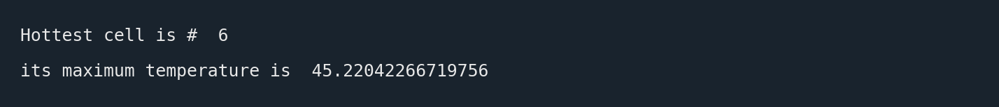 Hottest cell is #  6
its maximum temperature is  45.22042266719756